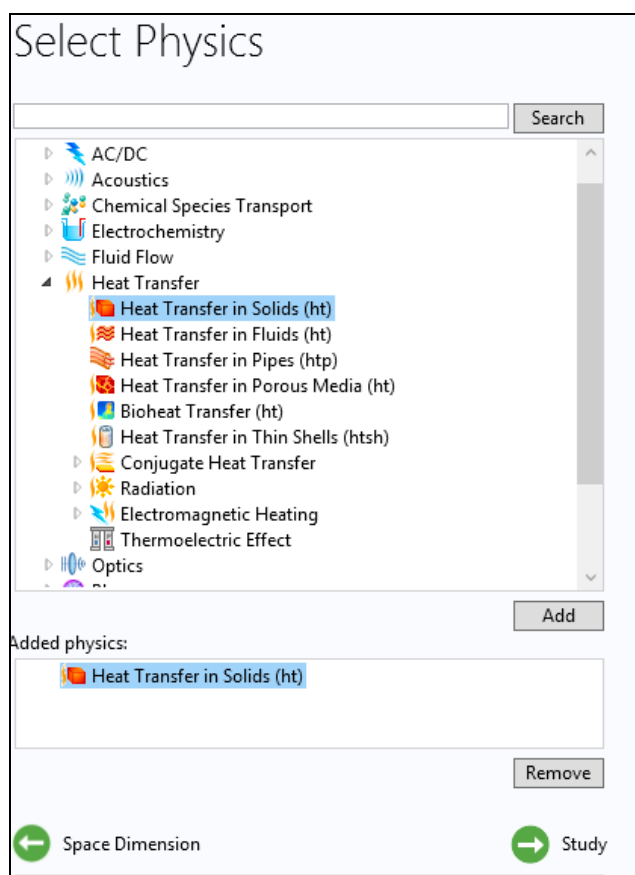 Select Physics
Search
AC/DC
Acoustics
Chemical Species Transport
Electrochemistry
Fluid Flow
Heat Transfer
Heat Transfer in Solids (ht)
Heat Transfer in Fluids (ht)
Heat Transfer in Pipes (htp)
Heat Transfer in Porous Media (ht)
Bioheat Transfer (ht)
Heat Transfer in Thin Shells (htsh)
Conjugate Heat Transfer
Radiation
Electromagnetic Heating
Thermoelectric Effect
Optics
Add
Added physics:
Heat Transfer in Solids (ht)
Remove
Space Dimension Study